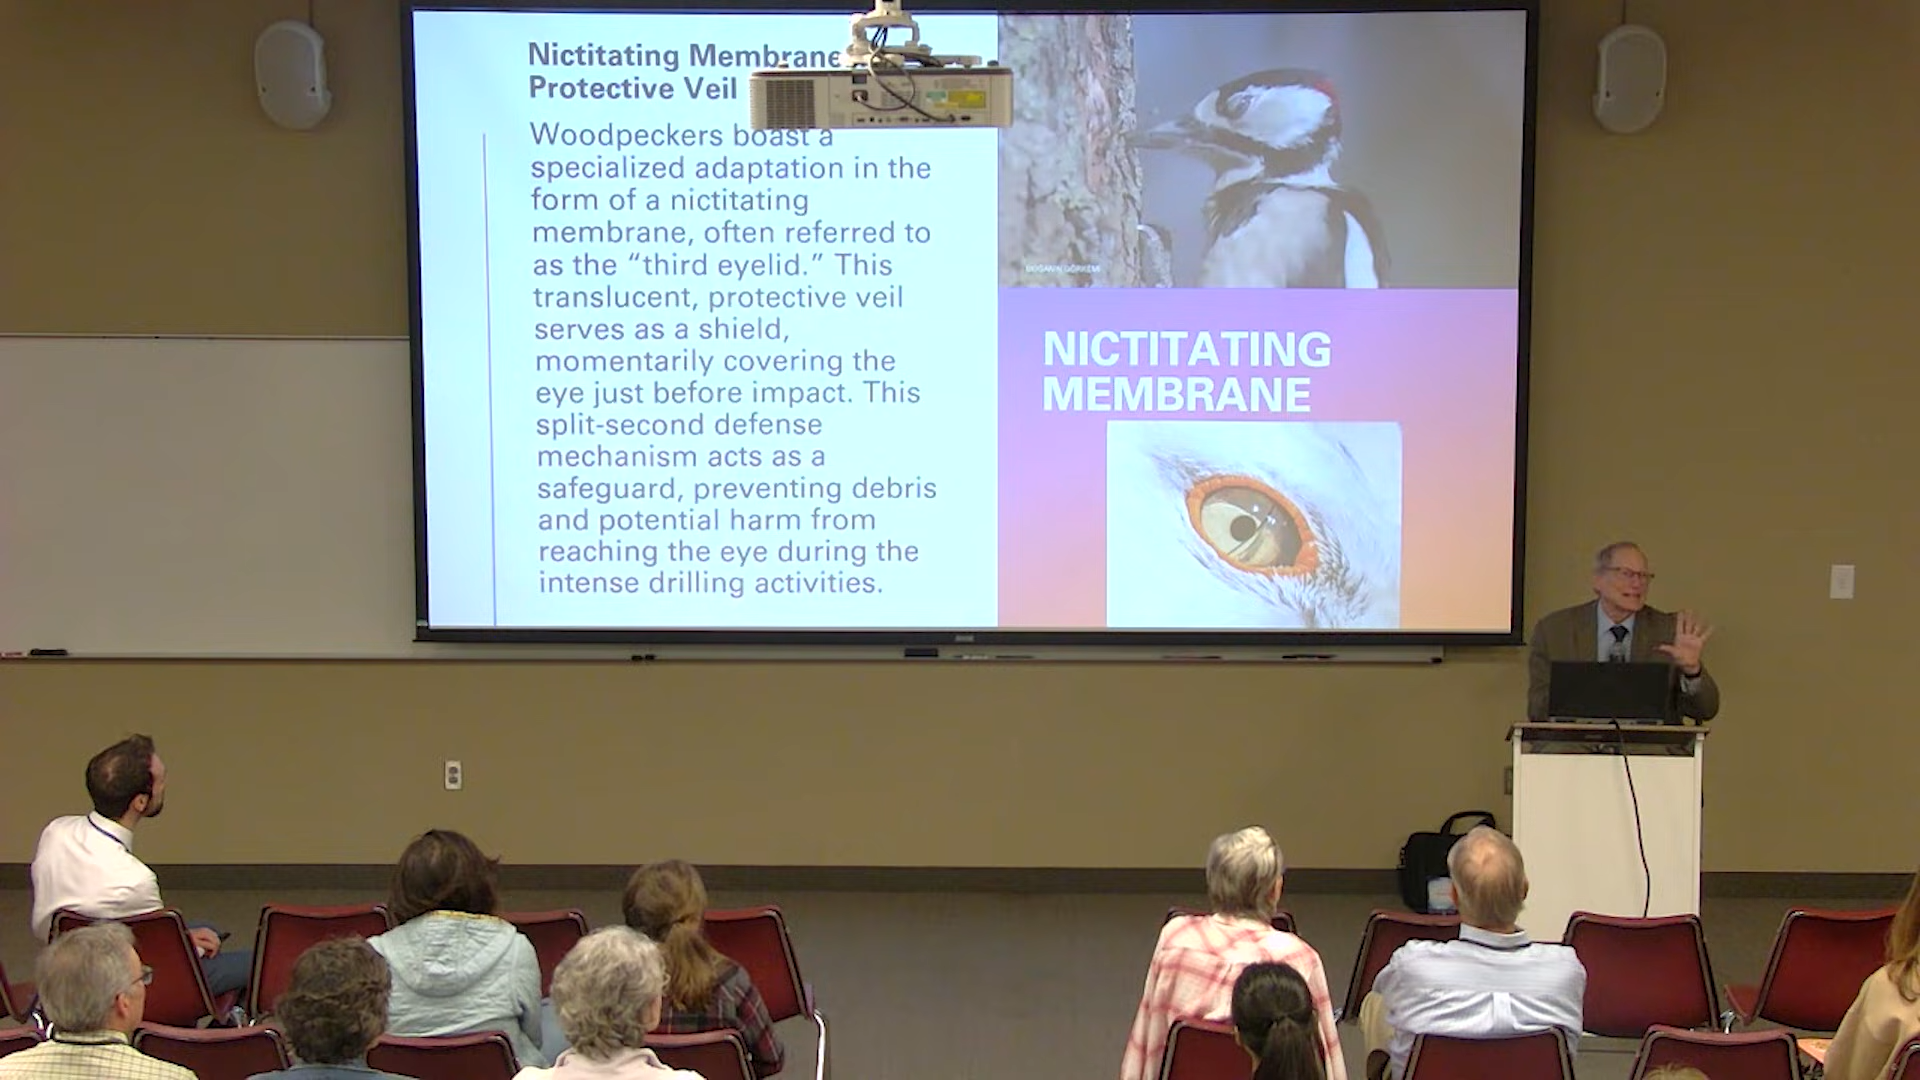 Nictitating Membrane
Protective Veil
Woodpeckers boast a
specialized adaptation in the
form of a nictitating
membrane, often referred to
as the “third eyelid.” This
translucent, protective veil
serves as a shield,
momentarily covering the
eye just before impact. This
split-second defense
mechanism acts as a
safeguard, preventing debris
and potential harm from
reaching the eye during the
intense drilling activities.
DOĞANIN GÖRKEMİ
NICTITATING
MEMBRANE